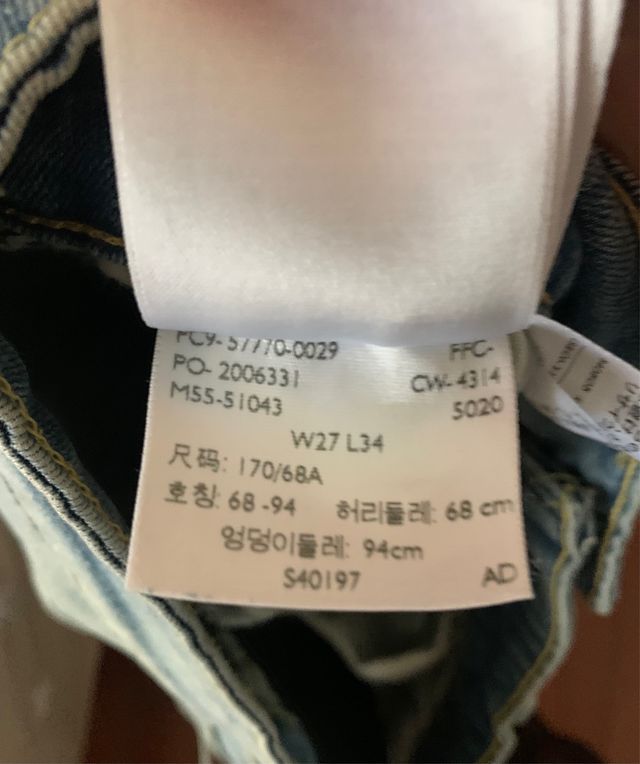 PC9-57770-0029 FFC-
PO- 2006331 CW-4314
M55-51043 5020
W27 L34
尺码: 170/68A
호칭: 68 -94 허리둘레: 68 cm
엉덩이둘레: 94cm
S40197 AD